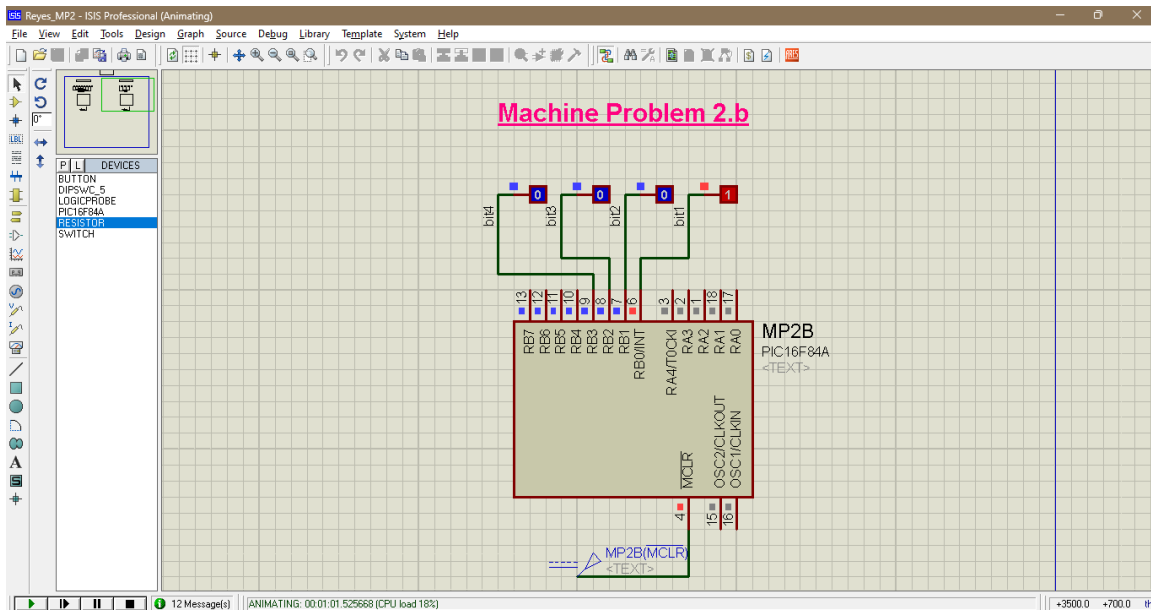 Reyes_MP2 - ISIS Professional (Animating)
File View Edit Tools Design Graph Source Debug Library Template System Help
0°
LBL
P L DEVICES
BUTTON
DIPSWC_5
LOGICPROBE
PIC16F84A
RESISTOR
SWITCH
A
S
Machine Problem 2.b
0 0 0 1
bit4 bit3 bit2 bit1
13 12 11 10 9 8 7 6 3 2 1 18 17
RB7 RB6 RB5 RB4 RB3 RB2 RB1 RB0/INT RA4/T0CKI RA3 RA2 RA1 RA0
MP2B
PIC16F84A
<TEXT>
MCLR OSC2/CLKOUT OSC1/CLKIN
4 15 16
MP2B(MCLR)
<TEXT>
12 Message(s) ANIMATING: 00:01:01.525668 (CPU load 18%) +3500.0 +700.0 th